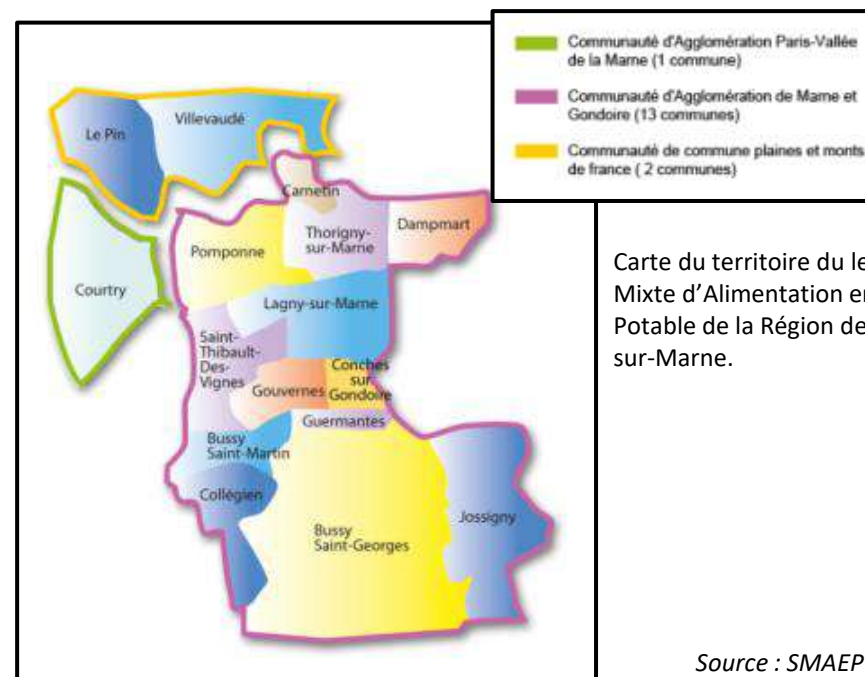 Communauté d'Agglomération Paris-Vallée
de la Marne (1 commune)
Communauté d'Agglomération de Marne et
Gondoire (13 communes)
Communauté de commune plaines et monts
de france ( 2 communes)
Le Pin
Villevaudé
Carnetin
Courtry
Pomponne
Thorigny-
sur-Marne
Dampmart
Lagny-sur-Marne
Saint-
Thibault-
Des-
Vignes
Gouvernes
Conches
sur
Gondoire
Guermantes
Bussy
Saint-Martin
Collégien
Bussy
Saint-Georges
Jossigny
Carte du territoire du
Mixte d’Alimentation
Potable de la Région de
sur-Marne.
Source : SMAEP